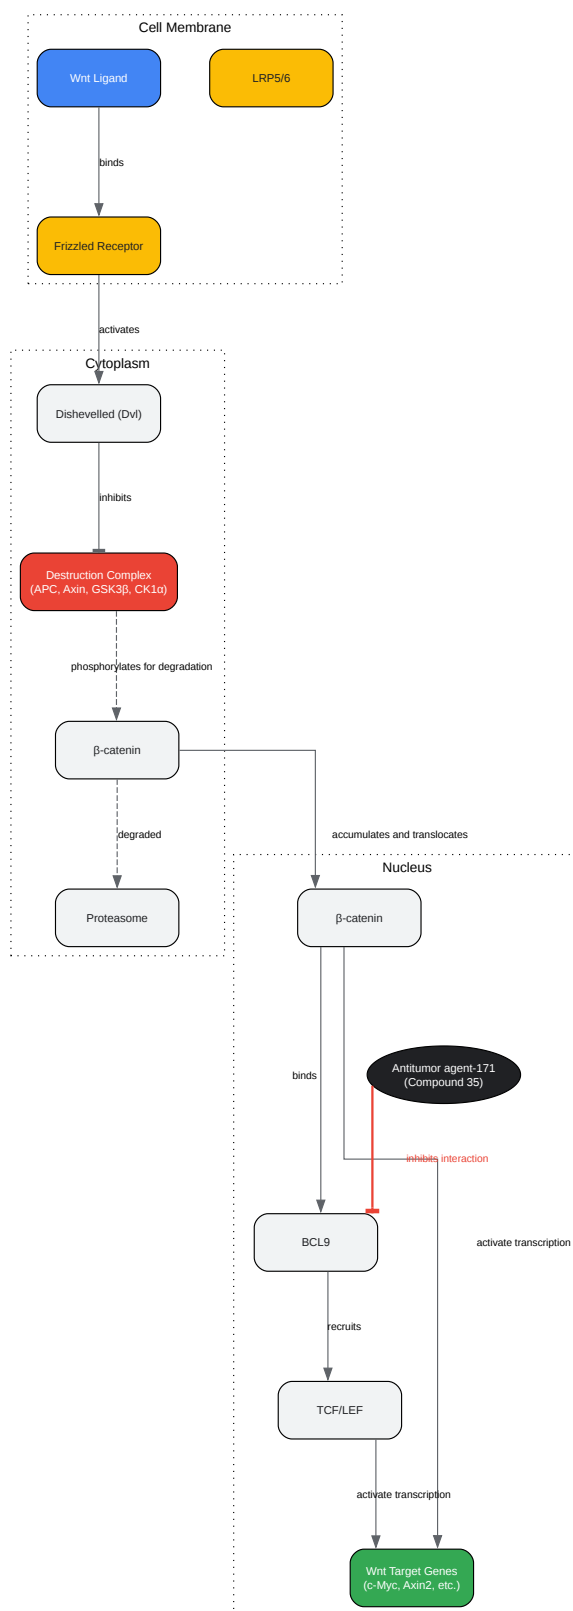 Cell Membrane
Wnt Ligand
LRP5/6
binds
Frizzled Receptor
activates
Cytoplasm
Dishevelled (Dvl)
inhibits
Destruction Complex
(APC, Axin, GSK3β, CK1α)
phosphorylates for degradation
β-catenin
degraded
accumulates and translocates
Nucleus
Proteasome
β-catenin
Antitumor agent-171
(Compound 35)
binds
inhibits interaction
BCL9
activate transcription
recruits
TCF/LEF
activate transcription
Wnt Target Genes
(c-Myc, Axin2, etc.)